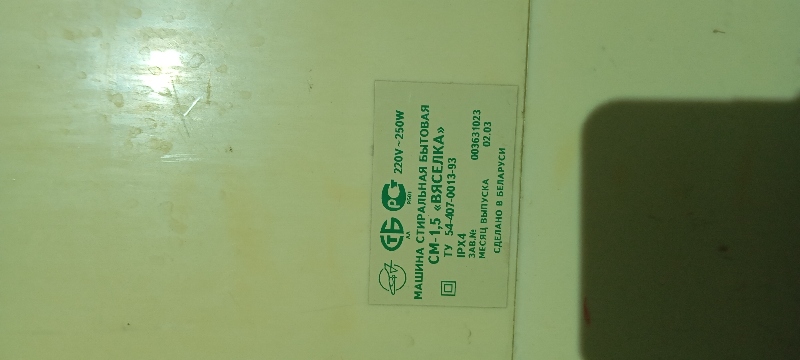 220V~250W
МАШИНА СТИРАЛЬНАЯ БЫТОВАЯ
СМ-1,5 «ВЯСЕЛКА»
ТУ 54-407-0013-93
IPX4
ЗАВ.№ 003631023
МЕСЯЦ ВЫПУСКА 02.03
СДЕЛАНО В БЕЛАРУСИ